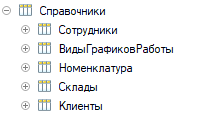 Справочники
Сотрудники
ВидыГрафиковРаботы
Номенклатура
Склады
Клиенты